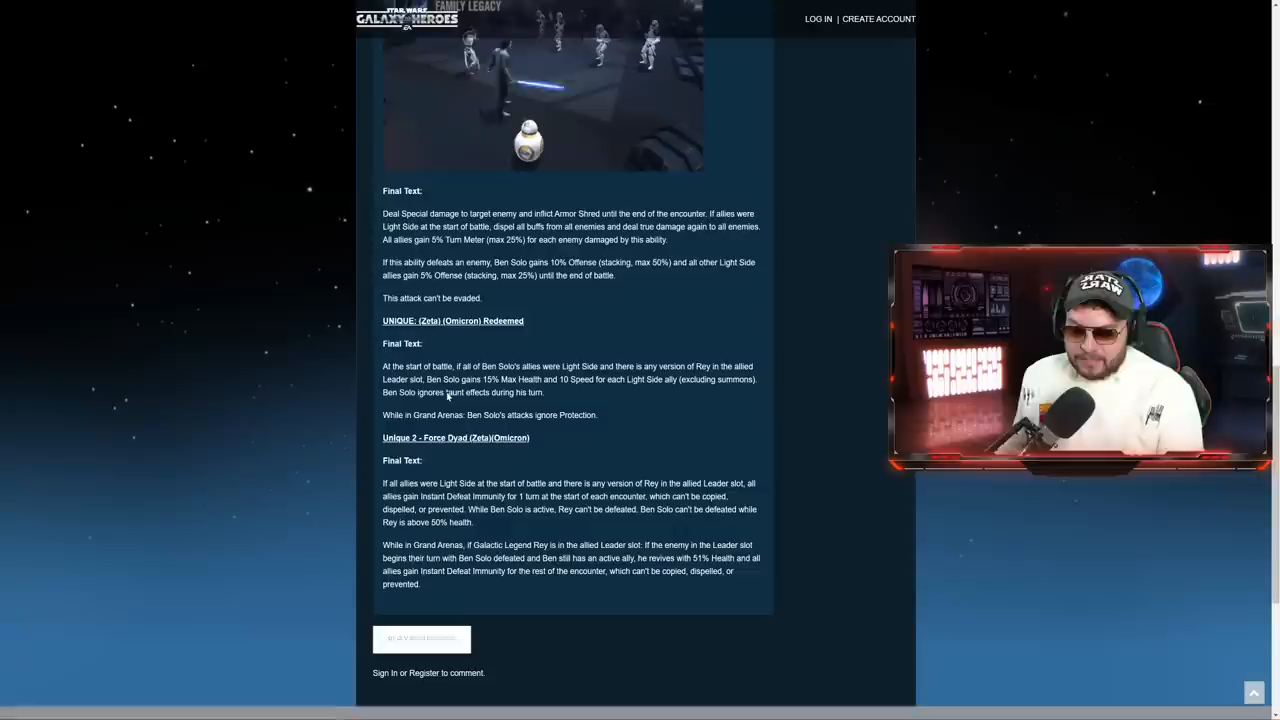 FAMILY LEGACY
STAR WARS
GALAXY OF HEROES
EA
LOG IN | CREATE ACCOUNT
Final Text:
Deal Special damage to target enemy and inflict Armor Shred until the end of the encounter. If allies were
Light Side at the start of battle, dispel all buffs from all enemies and deal true damage again to all enemies.
All allies gain 5% Turn Meter (max 25%) for each enemy damaged by this ability.
If this ability defeats an enemy, Ben Solo gains 10% Offense (stacking, max 50%) and all other Light Side
allies gain 5% Offense (stacking, max 25%) until the end of battle.
This attack can't be evaded.
UNIQUE: (Zeta) (Omicron) Redeemed
Final Text:
At the start of battle, if all of Ben Solo's allies were Light Side and there is any version of Rey in the allied
Leader slot, Ben Solo gains 15% Max Health and 10 Speed for each Light Side ally (excluding summons).
Ben Solo ignores taunt effects during his turn.
While in Grand Arenas: Ben Solo's attacks ignore Protection.
Unique 2 - Force Dyad (Zeta)(Omicron)
Final Text:
If all allies were Light Side at the start of battle and there is any version of Rey in the allied Leader slot, all
allies gain Instant Defeat Immunity for 1 turn at the start of each encounter, which can't be copied,
dispelled, or prevented. While Ben Solo is active, Rey can't be defeated. Ben Solo can't be defeated while
Rey is above 50% health.
While in Grand Arenas, if Galactic Legend Rey is in the allied Leader slot: If the enemy in the Leader slot
begins their turn with Ben Solo defeated and Ben still has an active ally, he revives with 51% Health and all
allies gain Instant Defeat Immunity for the rest of the encounter, which can't be copied, dispelled, or
prevented.
Sign In or Register to comment.
STAR
WARS